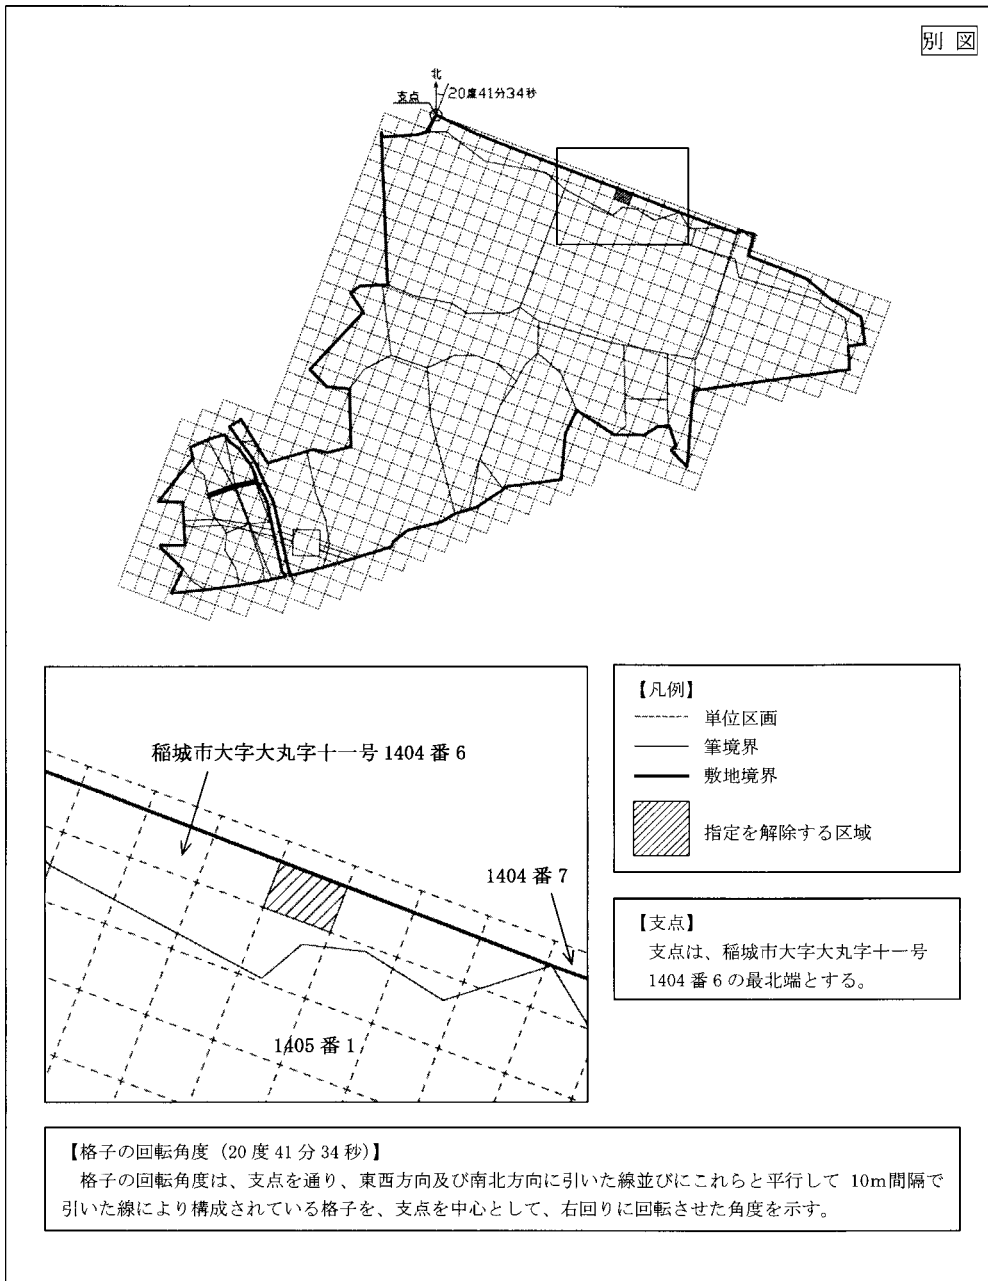 別 図
北
支点
20度41分34秒
稲城市大字大丸字十一号 1404 番 6
1404 番 7
1405 番 1
【凡例】
単位区画
筆境界
敷地境界
指定を解除する区域
【支点】
支点は、稲城市大字大丸字十一号
1404 番 6 の最北端とする。
【格子の回転角度（20 度 41 分 34 秒）】
格子の回転角度は、支点を通り、東西方向及び南北方向に引いた線並びにこれらと平行して 10m間隔で
引いた線により構成されている格子を、支点を中心として、右回りに回転させた角度を示す。